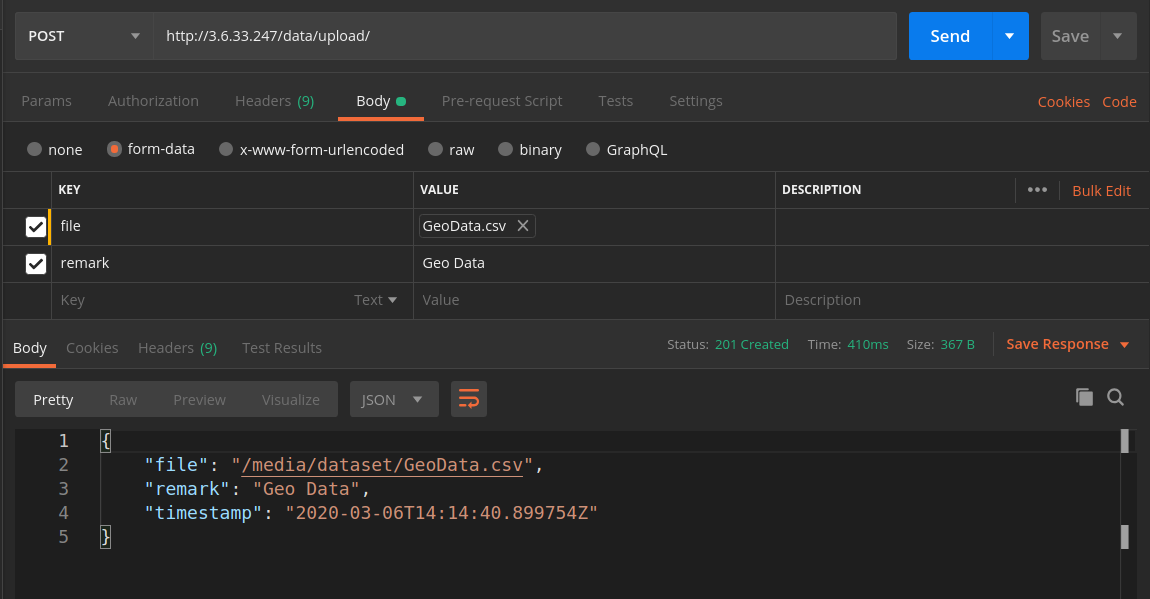 POST http://3.6.33.247/data/upload/ Send Save
Params Authorization Headers (9) Body Pre-request Script Tests Settings Cookies Code
none form-data x-www-form-urlencoded raw binary GraphQL
KEY VALUE DESCRIPTION ••• Bulk Edit
file GeoData.csv
remark Geo Data
Key Text Value Description
Body Cookies Headers (9) Test Results Status: 201 Created Time: 410ms Size: 367 B Save Response
Pretty Raw Preview Visualize JSON
1 {
2 "file": "/media/dataset/GeoData.csv",
3 "remark": "Geo Data",
4 "timestamp": "2020-03-06T14:14:40.899754Z"
5 }